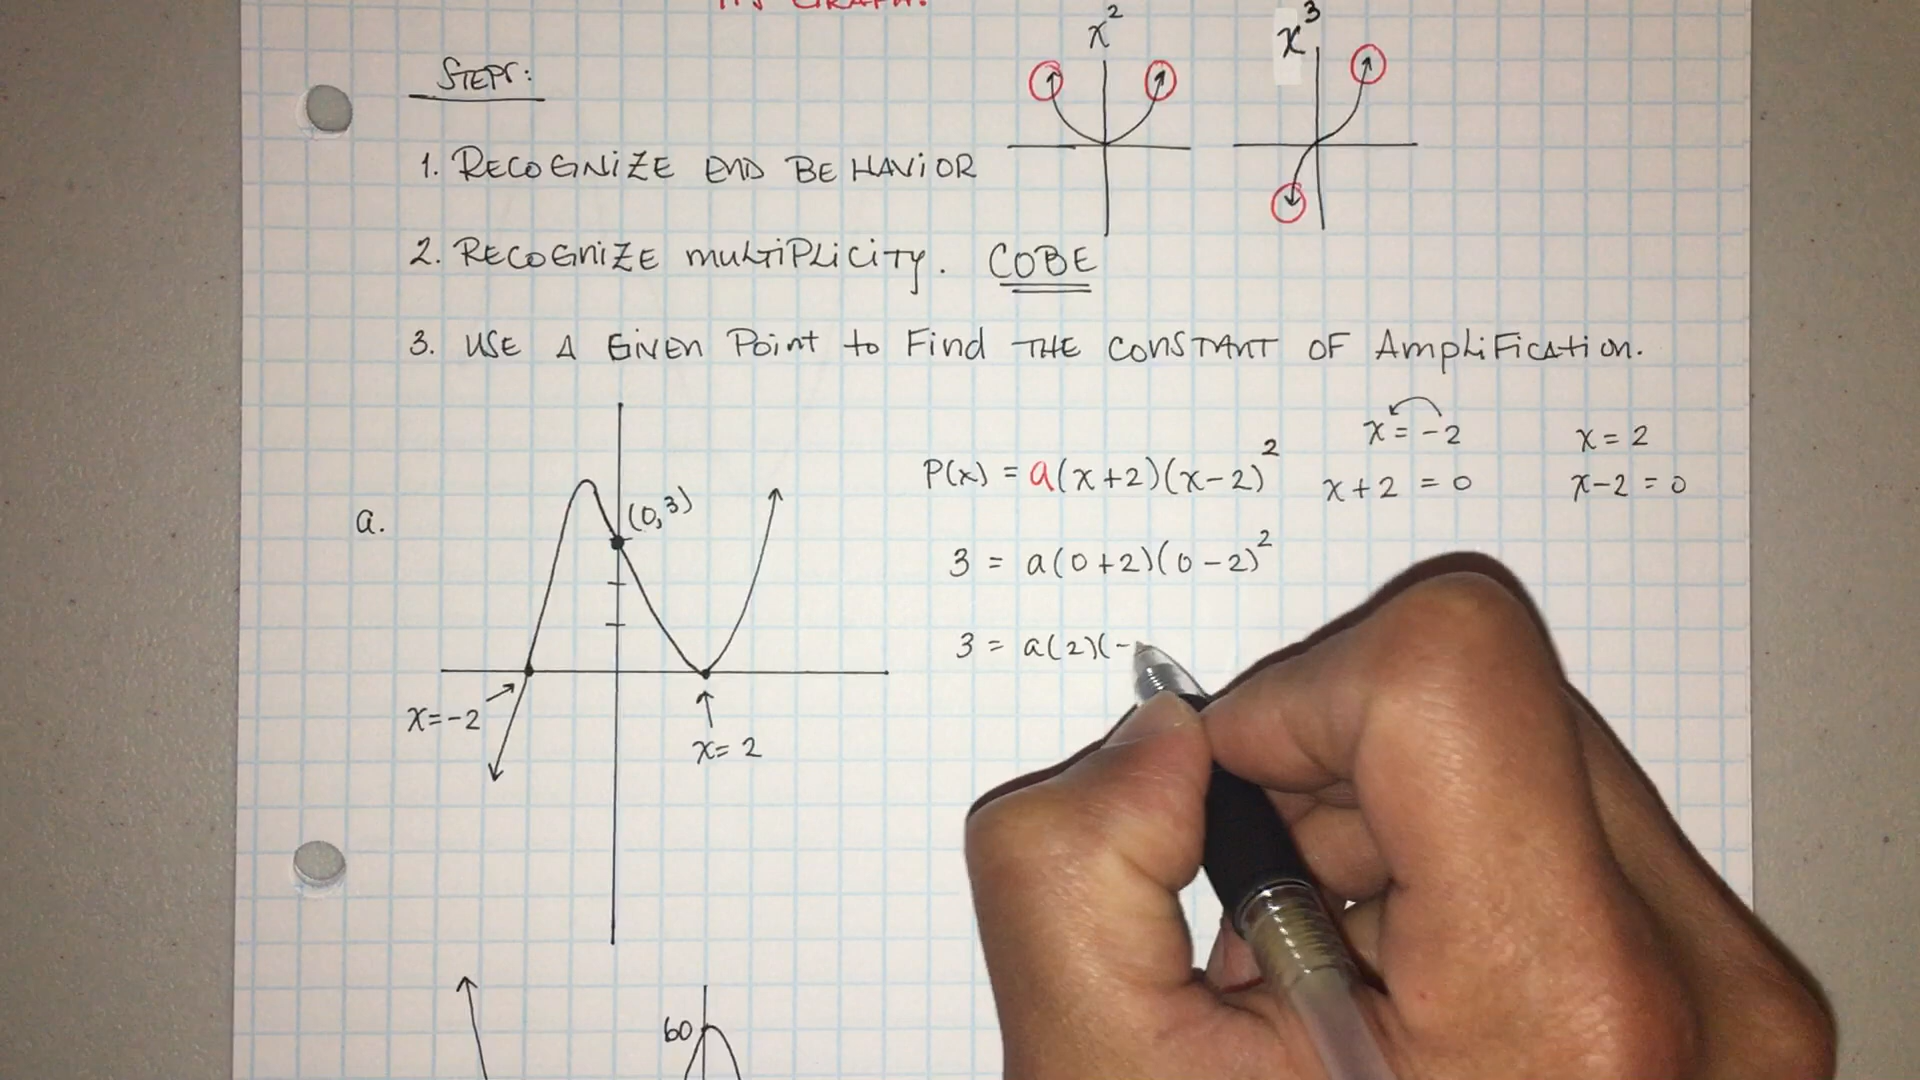 ITS GRAPH.
x² x³
STEPS:
1. RECOGNIZE END BEHAVIOR
2. RECOGNIZE MULTIPLICITY. COBE
3. USE A GIVEN POINT TO FIND THE CONSTANT OF AMPLIFICATION.
a.
(0,3)
x=-2
x=2
P(x) = a(x+2)(x-2)²
3 = a(0+2)(0-2)²
3 = a(2)(-
x = -2
x+2 = 0
x = 2
x-2 = 0
60